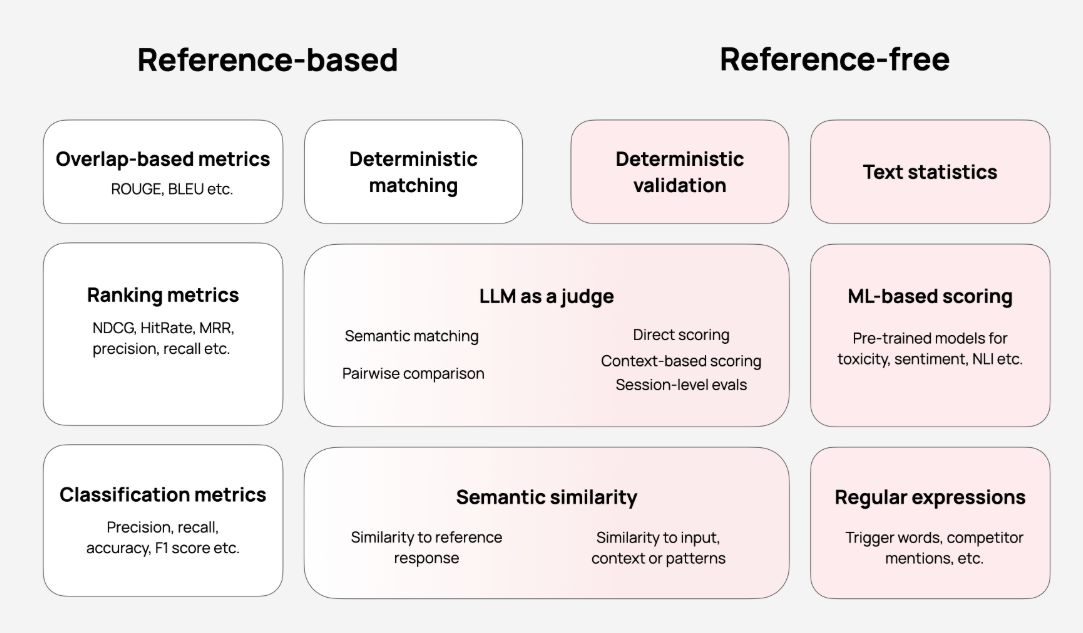 Reference-based
Reference-free
Overlap-based metrics
ROUGE, BLEU etc.
Deterministic
matching
Deterministic
validation
Text statistics
Ranking metrics
NDCG, HitRate, MRR,
precision, recall etc.
LLM as a judge
Semantic matching
Pairwise comparison
Direct scoring
Context-based scoring
Session-level evals
ML-based scoring
Pre-trained models for
toxicity, sentiment, NLI etc.
Classification metrics
Precision, recall,
accuracy, F1 score etc.
Semantic similarity
Similarity to reference
response
Similarity to input,
context or patterns
Regular expressions
Trigger words, competitor
mentions, etc.